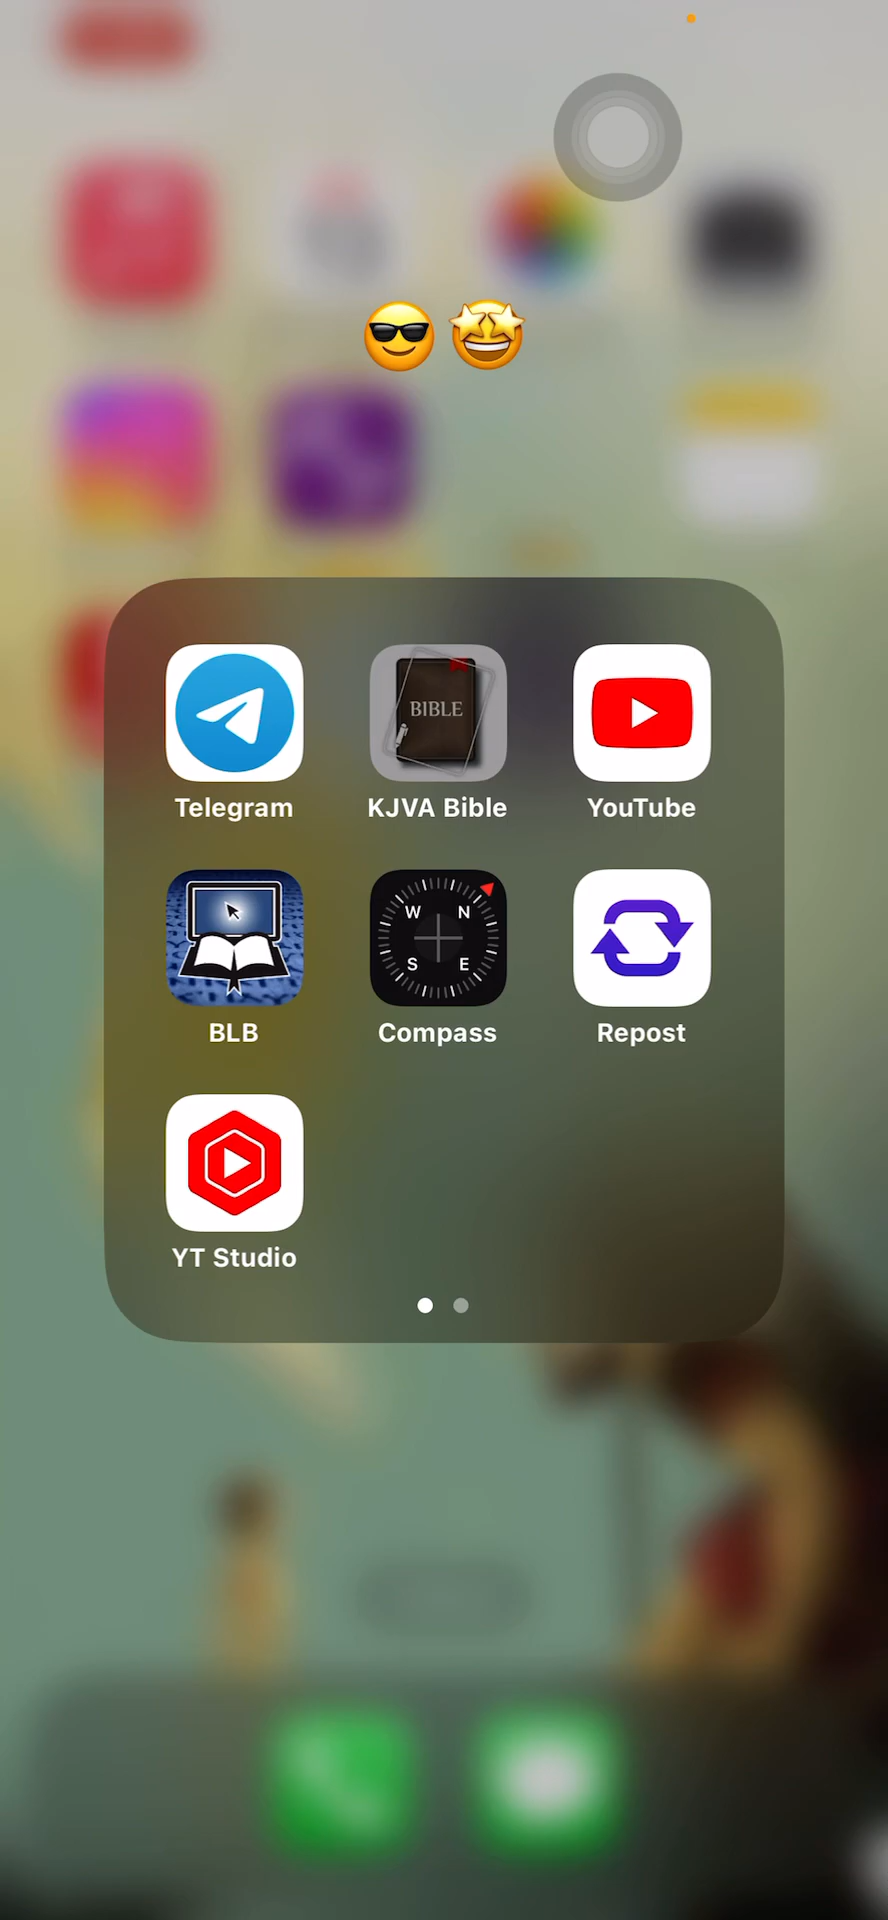 😎 🤩
BIBLE
Telegram
KJVA Bible
YouTube
W N
S E
BLB
Compass
Repost
YT Studio